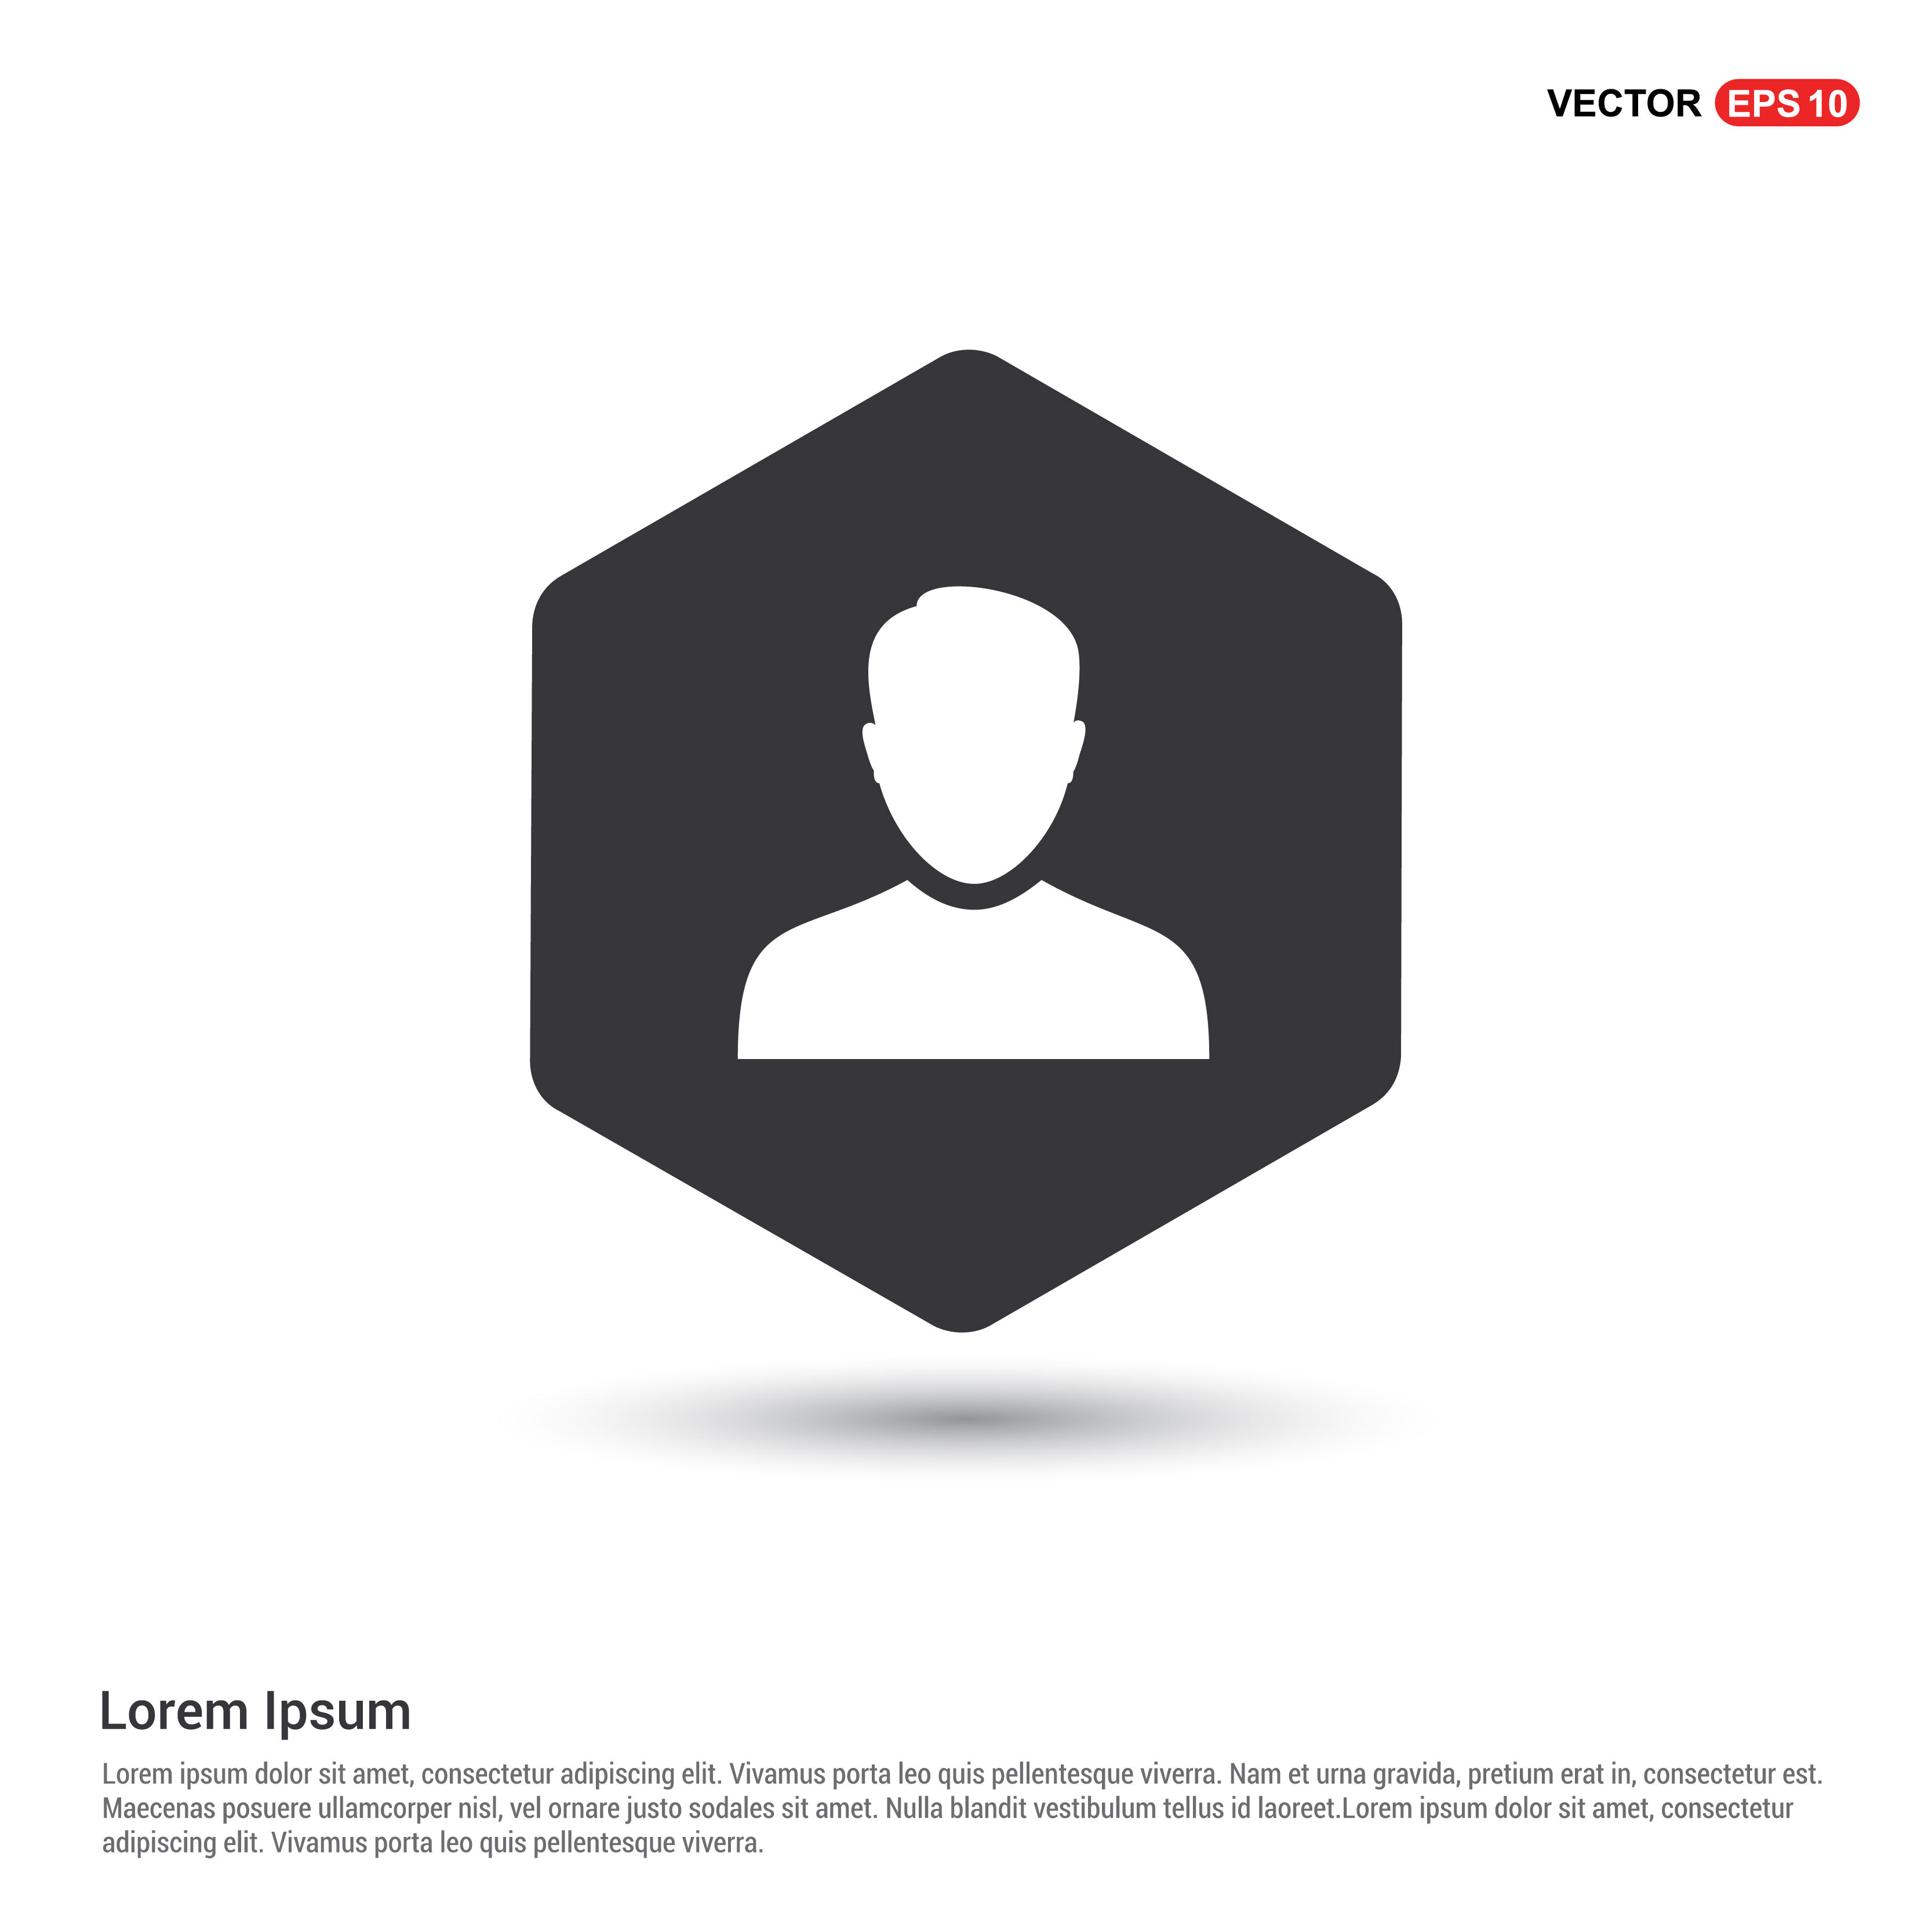 VECTOR EPS 10
Lorem Ipsum
Lorem ipsum dolor sit amet, consectetur adipiscing elit. Vivamus porta leo quis pellentesque viverra. Nam et urna gravida, pretium erat in, consectetur est.
Maecenas posuere ullamcorper nisl, vel ornare justo sodales sit amet. Nulla blandit vestibulum tellus id laoreet.Lorem ipsum dolor sit amet, consectetur
adipiscing elit. Vivamus porta leo quis pellentesque viverra.